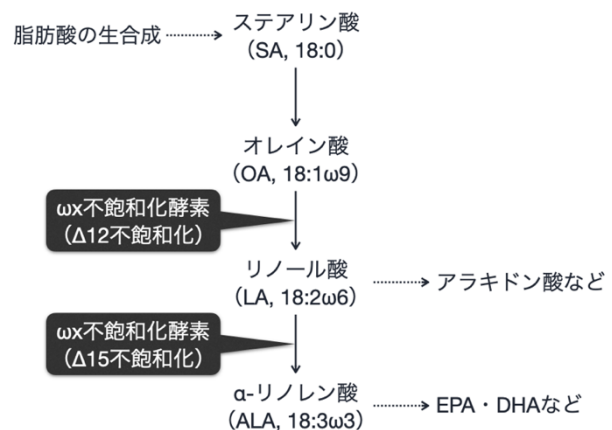 脂肪酸の生合成
ステアリン酸
（SA, 18:0）
オレイン酸
（OA, 18:1ω9）
ωx不飽和化酵素
（Δ12不飽和化）
リノール酸
（LA, 18:2ω6）
アラキドン酸など
ωx不飽和化酵素
（Δ15不飽和化）
α-リノレン酸
（ALA, 18:3ω3）
EPA・DHAなど